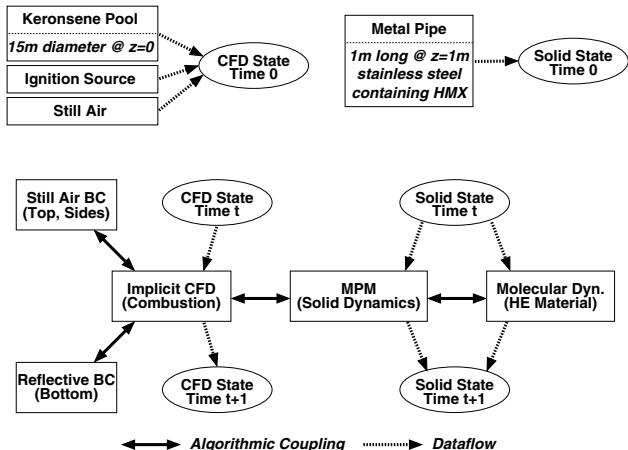 Keronsene Pool
15m diameter @ z=0
Ignition Source
Still Air
CFD State
Time 0
Metal Pipe
1m long @ z=1m
stainless steel
containing HMX
Solid State
Time 0
Still Air BC
(Top, Sides)
CFD State
Time t
Solid State
Time t
Implicit CFD
(Combustion)
MPM
(Solid Dynamics)
Molecular Dyn.
(HE Material)
Reflective BC
(Bottom)
CFD State
Time t+1
Solid State
Time t+1
Algorithmic Coupling
Dataflow